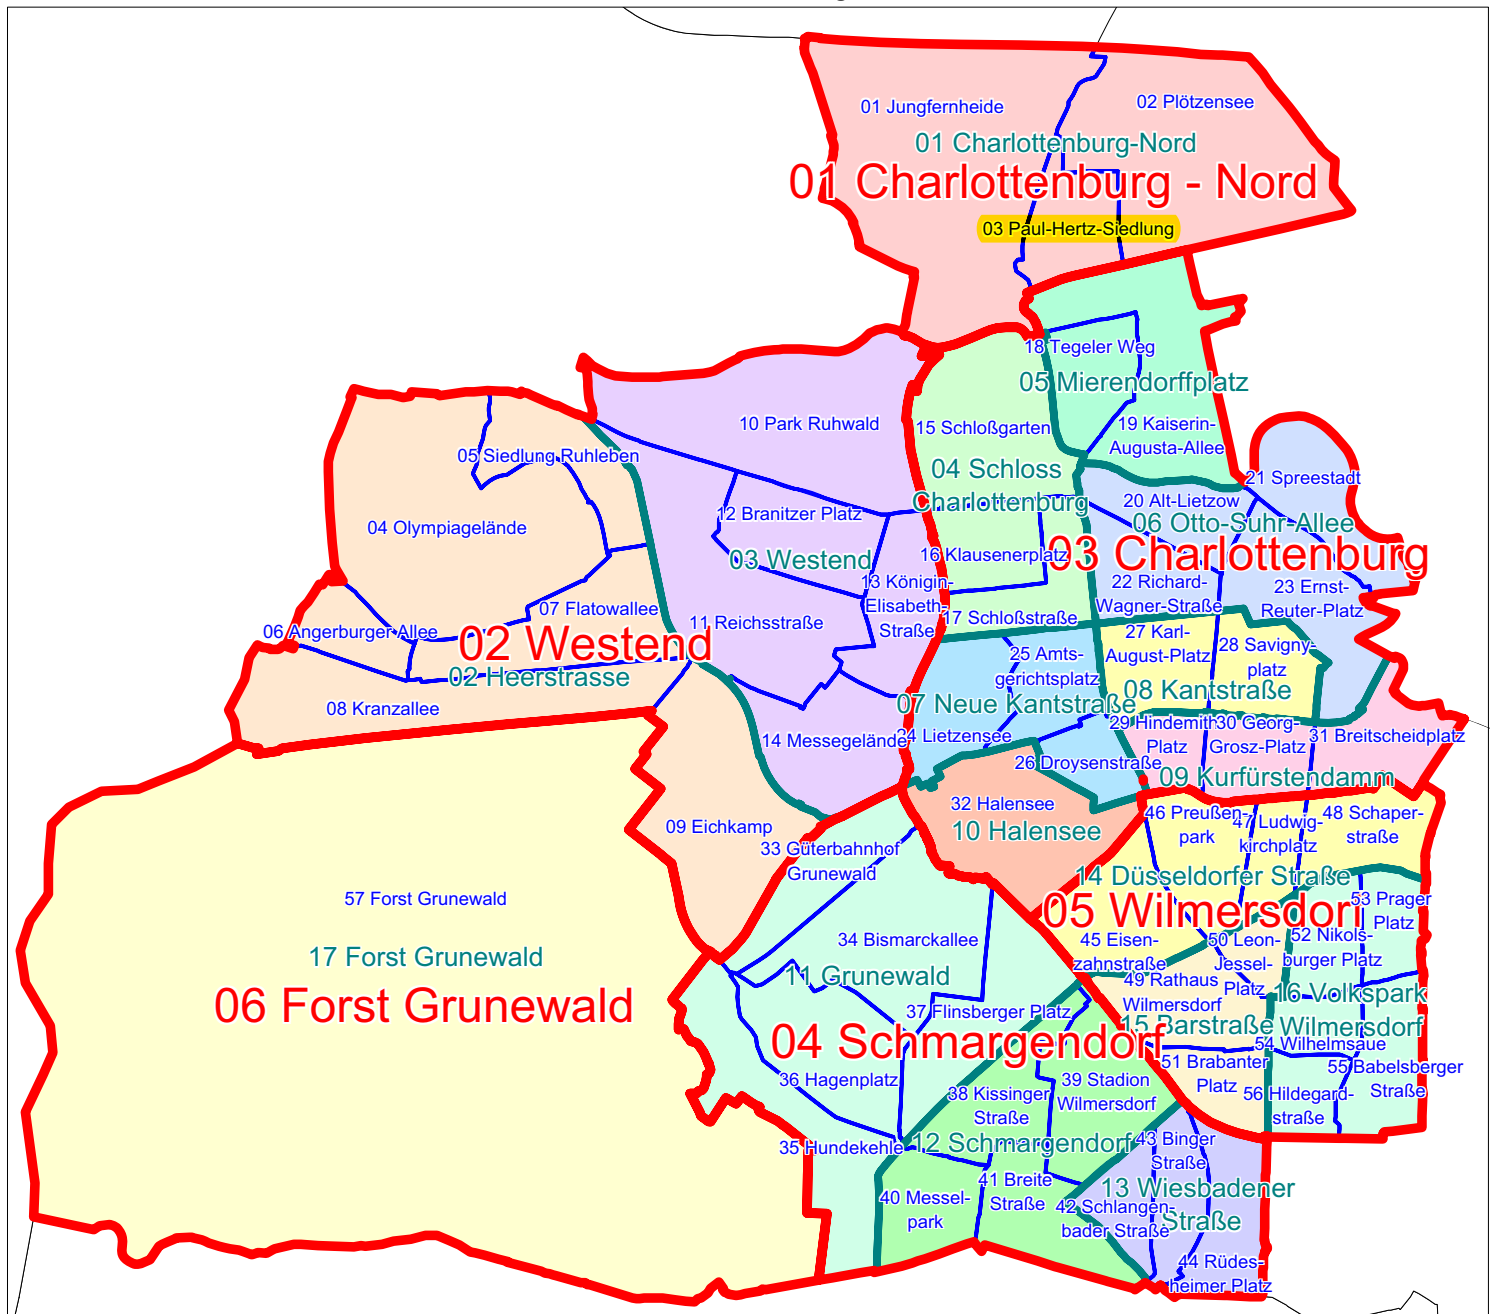 01 Jungfernheide
02 Plötzensee
01 Charlottenburg-Nord
01 Charlottenburg - Nord
03 Paul-Hertz-Siedlung
18 Tegeler Weg
05 Mierendorffplatz
10 Park Ruhwald
15 Schloßgarten
19 Kaiserin-
Augusta-Allee
05 Siedlung Ruhleben
04 Schloss
Charlottenburg
21 Spreestadt
20 Alt-Lietzow
04 Olympiagelände
12 Branitzer Platz
06 Otto-Suhr-Allee
03 Westend
16 Klausenerplatz
03 Charlottenburg
13 Königin-
Elisabeth-
Straße
22 Richard-
Wagner-Straße
23 Ernst-
Reuter-Platz
07 Flatowallee
11 Reichsstraße
17 Schloßstraße
06 Angerburger Allee
02 Westend
02 Heerstrasse
27 Karl-
August-Platz
28 Savigny-
platz
25 Amts-
gerichtsplatz
08 Kantstraße
08 Kranzallee
07 Neue Kantstraße
14 Messegelände
24 Lietzensee
29 Hindemith
Platz
30 Georg-
Grosz-Platz
31 Breitscheidplatz
26 Droysenstraße
09 Kurfürstendamm
32 Halensee
10 Halensee
46 Preußen-
park
47 Ludwig-
kirchplatz
48 Schaper-
straße
09 Eichkamp
33 Güterbahnhof
Grunewald
14 Düsseldorfer Straße
57 Forst Grunewald
05 Wilmersdorf
53 Prager
Platz
34 Bismarckallee
45 Eisen-
zahnstraße
50 Leon-
Jessel-
Platz
52 Nikols-
burger Platz
17 Forst Grunewald
11 Grunewald
49 Rathaus
Wilmersdorf
16 Volkspark
Wilmersdorf
06 Forst Grunewald
37 Flinsberger Platz
15 Barstraße
04 Schmargendorf
54 Wilhelmsaue
51 Brabanter
Platz
55 Babelsberger
Straße
36 Hagenplatz
38 Kissinger
Straße
39 Stadion
Wilmersdorf
56 Hildegard-
straße
35 Hundekehle
12 Schmargendorf
43 Binger
Straße
41 Breite
Straße
13 Wiesbadener
Straße
40 Messel-
park
42 Schlangen-
bader Straße
44 Rüdes-
heimer Platz